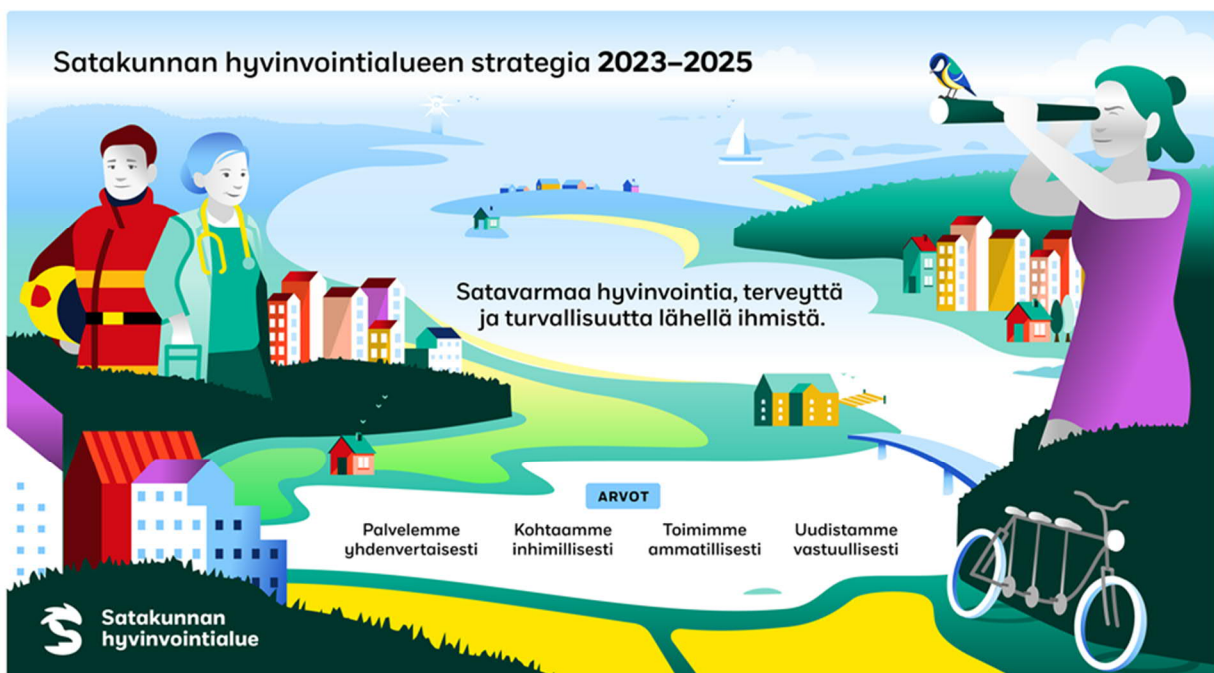 Satakunnan hyvinvointialueen strategia 2023–2025
Satavarmaa hyvinvointia, terveyttä
ja turvallisuutta lähellä ihmistä.
ARVOT
Palvelemme
yhdenvertaisesti
Kohtaamme
inhimillisesti
Toimimme
ammatillisesti
Uudistamme
vastuullisesti
Satakunnan
hyvinvointialue